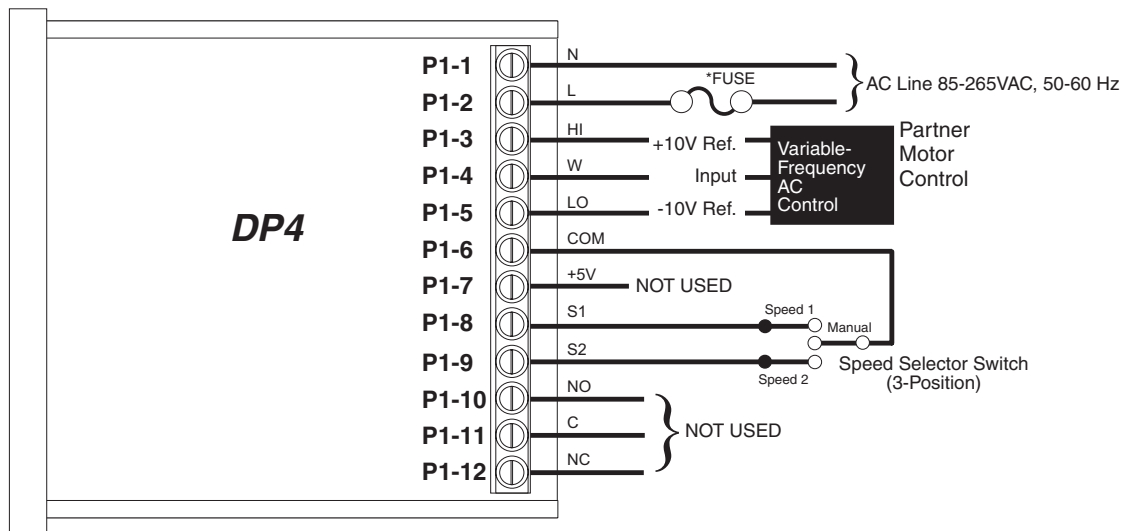 DP4
P1-1
N
P1-2
L
*FUSE
AC Line 85-265VAC, 50-60 Hz
P1-3
HI
+10V Ref.
P1-4
W
Input
P1-5
LO
-10V Ref.
Variable-
Frequency
AC
Control
Partner
Motor
Control
P1-6
COM
P1-7
+5V
NOT USED
P1-8
S1
Speed 1
Manual
P1-9
S2
Speed 2
Speed Selector Switch
(3-Position)
P1-10
NO
P1-11
C
NOT USED
P1-12
NC